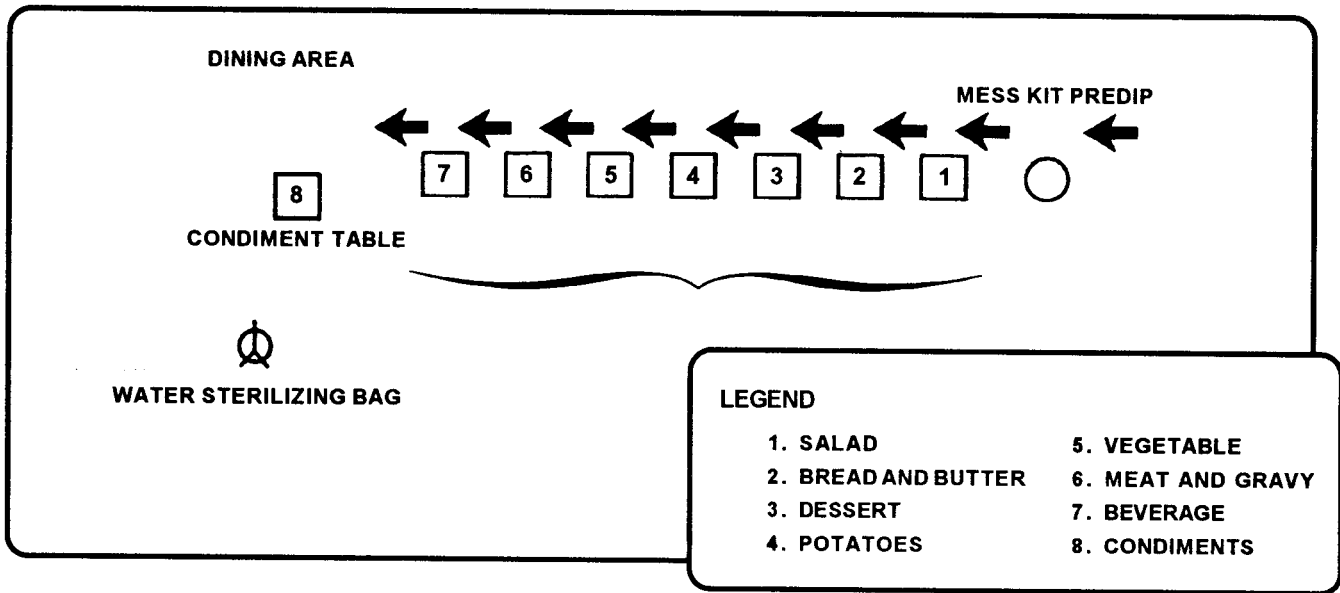 DINING AREA
MESS KIT PREDIP
7 6 5 4 3 2 1
8
CONDIMENT TABLE
WATER STERILIZING BAG
LEGEND
1. SALAD
2. BREAD AND BUTTER
3. DESSERT
4. POTATOES
5. VEGETABLE
6. MEAT AND GRAVY
7. BEVERAGE
8. CONDIMENTS